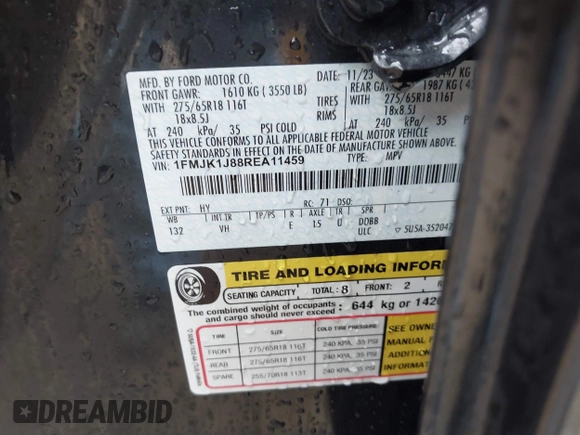 MFD. BY FORD MOTOR CO.
11/23
FRONT GAWR: 1610 KG ( 3550 LB)
REAR
1987 KG
WITH 275/65R18 116T
18x8.5J
TIRES
RIMS
WITH 275/65R18 116T
18x8.5J
AT 240 kPa/ 35 PSI COLD
AT 240 kPa/ 35
THIS VEHICLE CONFORMS TO ALL APPLICABLE FEDERAL MOTOR VEHICLE
SAFETY STANDARDS IN EFFECT ON THE DATE OF MANUFACTURE SHOWN
VIN: 1FMJK1J88REA11459
TYPE: MPV
EXT PNT: HY RC: 71 DSO:
WB INT TR TP/PS R AXLE TR SPR
132 VH E 1.5 U DDBB
ULC
TIRE AND LOADING
SEATING CAPACITY TOTAL: 8 FRONT: 2
The combined weight of occupants
and cargo should never exceed: 644 kg or
TIRE SIZE COLD TIRE PRESSURE
FRONT 275/65R18 116T 240 KPA, 35 PSI
REAR 275/65R18 116T 240 KPA, 35 PSI
SPARE 255/70R18 113T 240 KPA, 35 PSI
SEE
MANUAL
DREAMBID